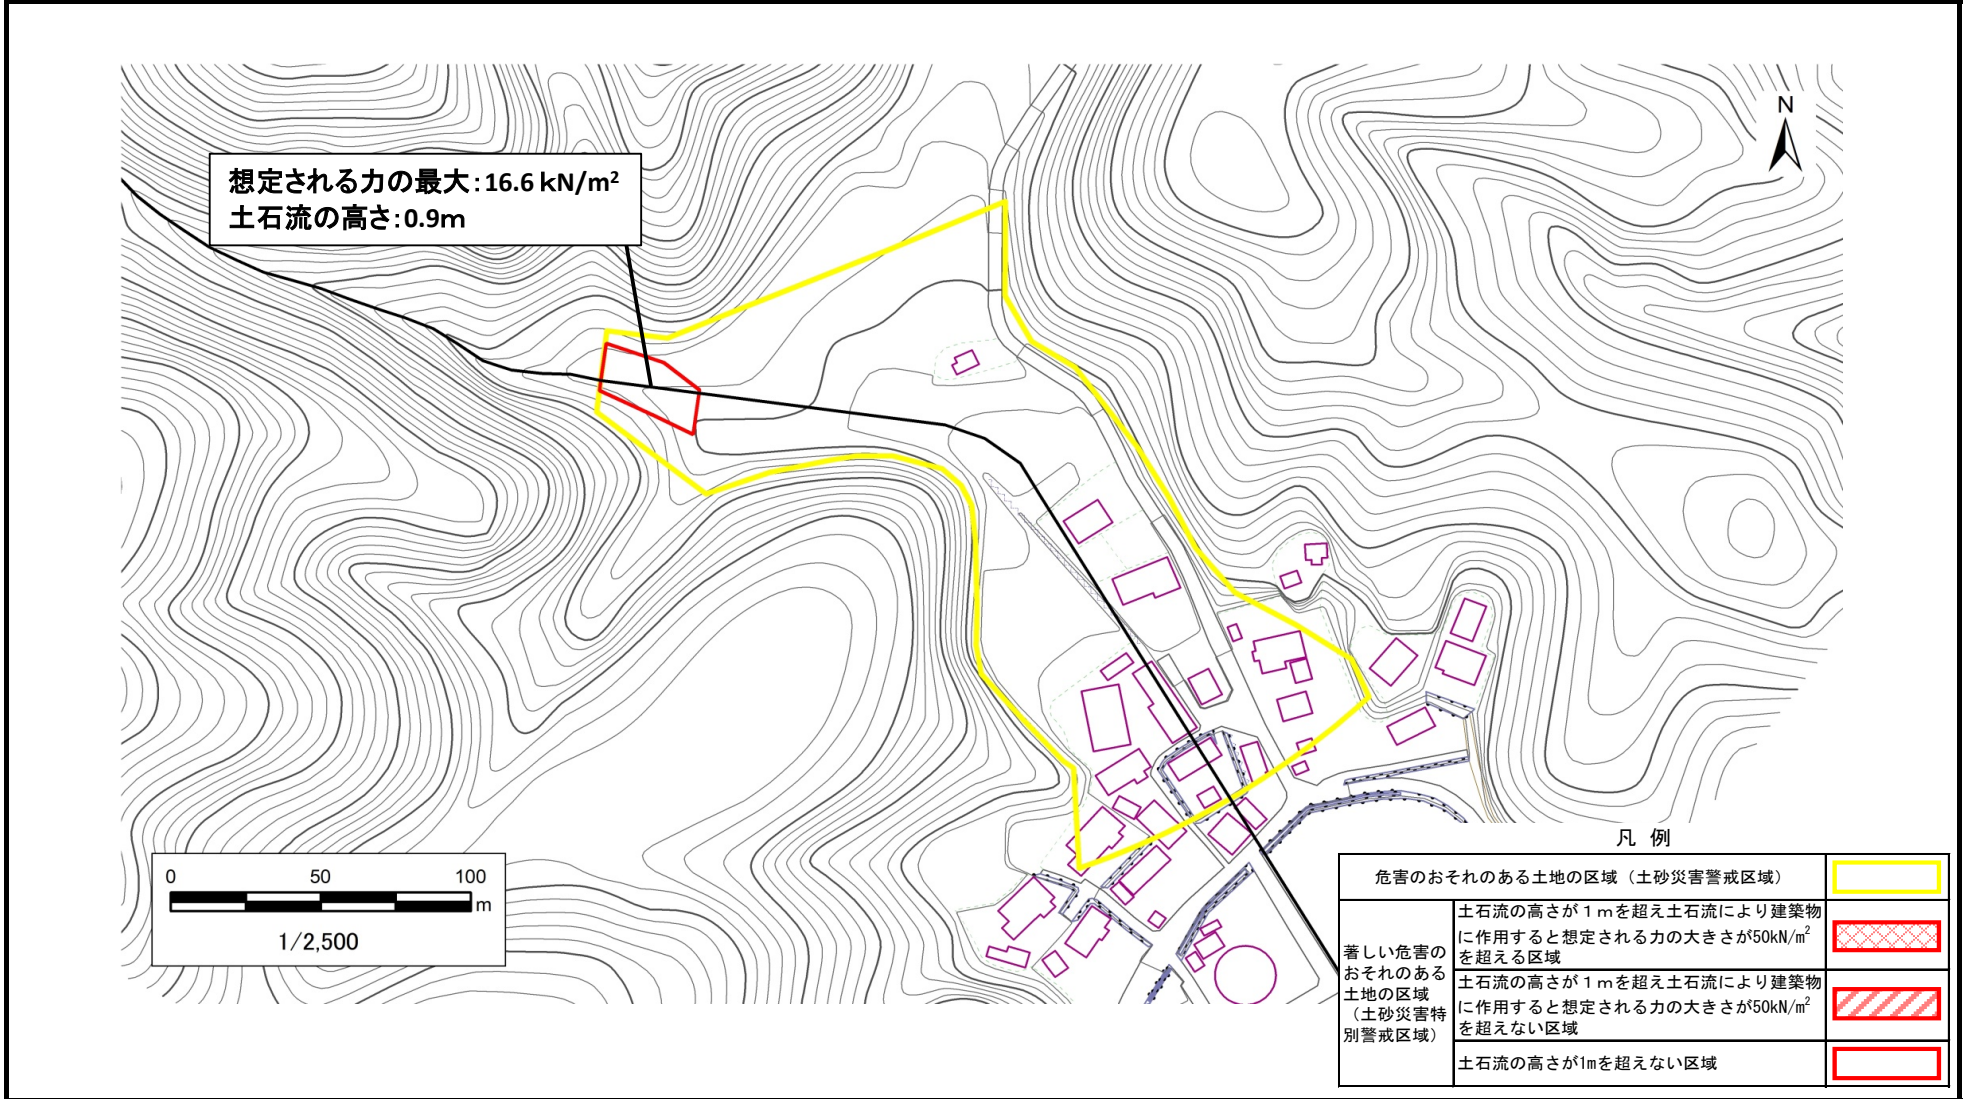 N
想定される力の最大：16.6 kN/m²
土石流の高さ：0.9m
0 50 100
m
1/2,500
凡 例
危害のおそれのある土地の区域（土砂災害警戒区域）
著しい危害の
おそれのある
土地の区域
（土砂災害特
別警戒区域）
土石流の高さが１ｍを超え土石流により建築物
に作用すると想定される力の大きさが50kN/m²
を超える区域
土石流の高さが１ｍを超え土石流により建築物
に作用すると想定される力の大きさが50kN/m²
を超えない区域
土石流の高さが1mを超えない区域